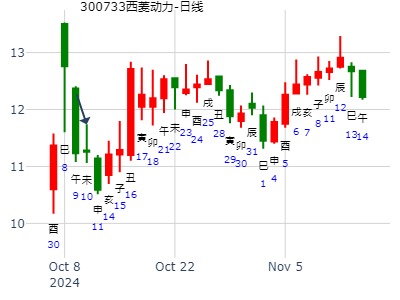 300733西菱动力-日线
13
12
11
10
酉
30
巳
8
午
9
未
10
申
11
亥
14
子
15
丑
16
寅
17
卯
18
午
21
未
22
申
23
酉
24
戌
25
丑
28
寅
29
卯
30
辰
31
巳
1
申
4
酉
5
戌
6
亥
7
子
8
卯
11
辰
12
巳
13
午
14
Oct 8
2024
Oct 22
Nov 5